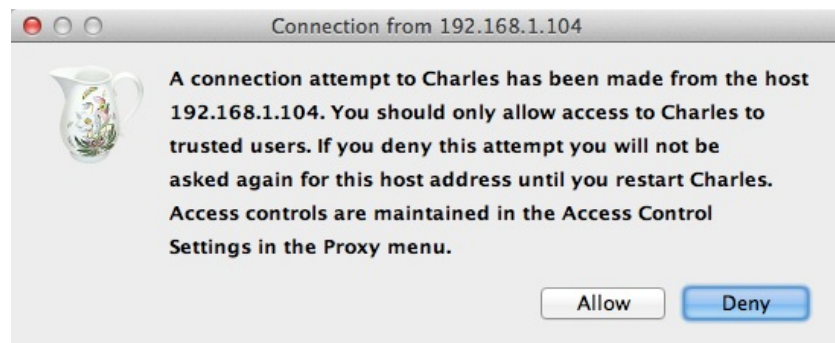 Connection from 192.168.1.104
A connection attempt to Charles has been made from the host
192.168.1.104. You should only allow access to Charles to
trusted users. If you deny this attempt you will not be
asked again for this host address until you restart Charles.
Access controls are maintained in the Access Control
Settings in the Proxy menu.
Allow Deny